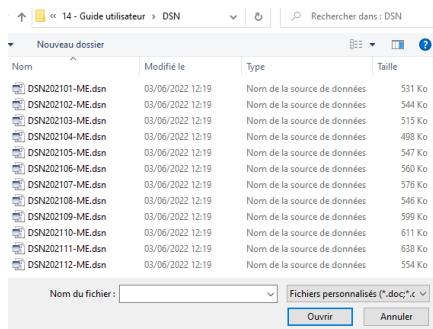 « 14 - Guide utilisateur > DSN
Rechercher dans : DSN
Nouveau dossier
Nom Modifié le Type Taille
DSN202101-ME.dsn 03/06/2022 12:19 Nom de la source de données 531 Ko
DSN202102-ME.dsn 03/06/2022 12:19 Nom de la source de données 544 Ko
DSN202103-ME.dsn 03/06/2022 12:19 Nom de la source de données 515 Ko
DSN202104-ME.dsn 03/06/2022 12:19 Nom de la source de données 498 Ko
DSN202105-ME.dsn 03/06/2022 12:19 Nom de la source de données 547 Ko
DSN202106-ME.dsn 03/06/2022 12:19 Nom de la source de données 560 Ko
DSN202107-ME.dsn 03/06/2022 12:19 Nom de la source de données 576 Ko
DSN202108-ME.dsn 03/06/2022 12:19 Nom de la source de données 546 Ko
DSN202109-ME.dsn 03/06/2022 12:19 Nom de la source de données 599 Ko
DSN202110-ME.dsn 03/06/2022 12:19 Nom de la source de données 611 Ko
DSN202111-ME.dsn 03/06/2022 12:19 Nom de la source de données 638 Ko
DSN202112-ME.dsn 03/06/2022 12:19 Nom de la source de données 554 Ko
Nom du fichier : Fichiers personnalisés (*.doc;*.c
Ouvrir Annuler